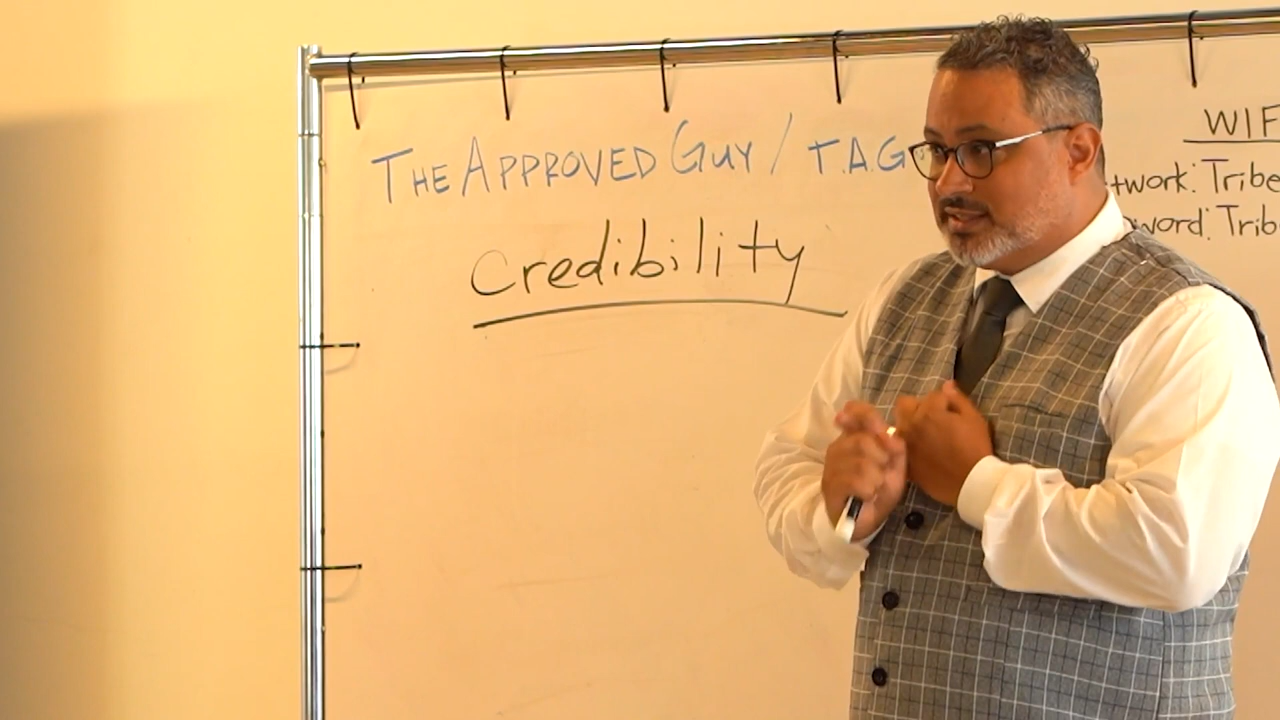 THE APPROVED GUY / T.A.G
Credibility
WIF
twork: Tribe
word: Trib